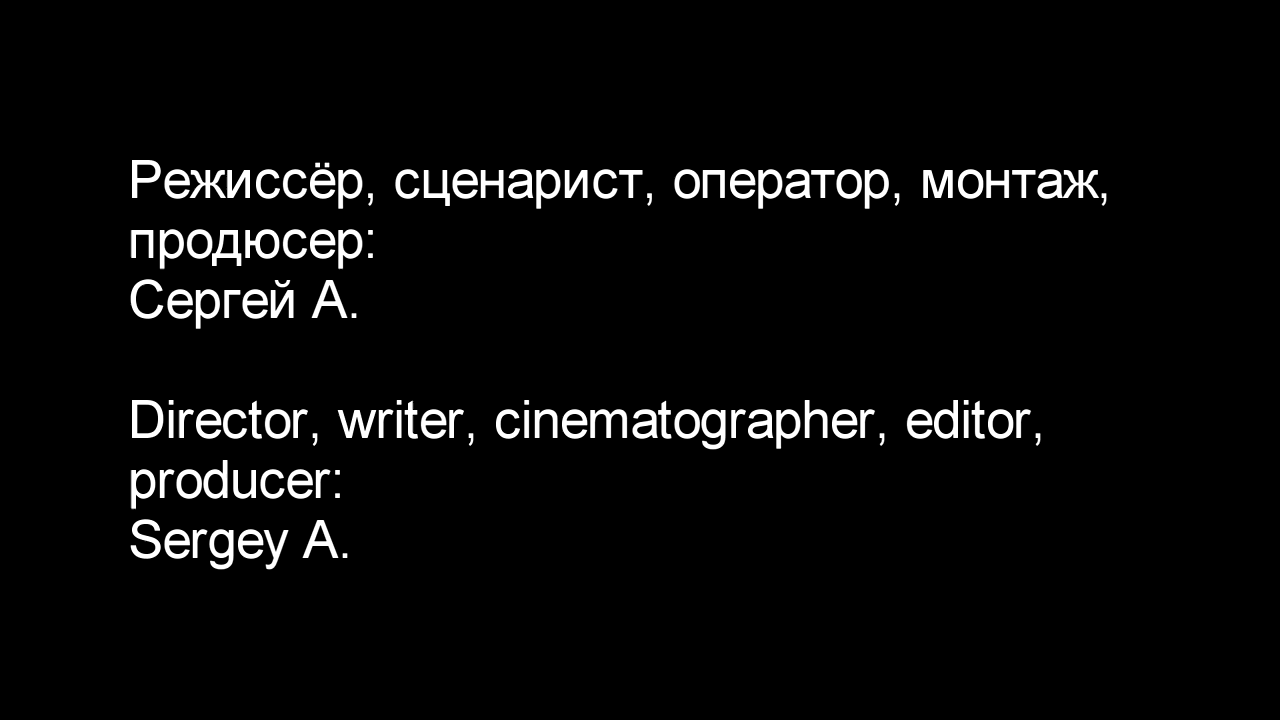 Режиссёр, сценарист, оператор, монтаж,
продюсер:
Сергей А.
Director, writer, cinematographer, editor,
producer:
Sergey A.